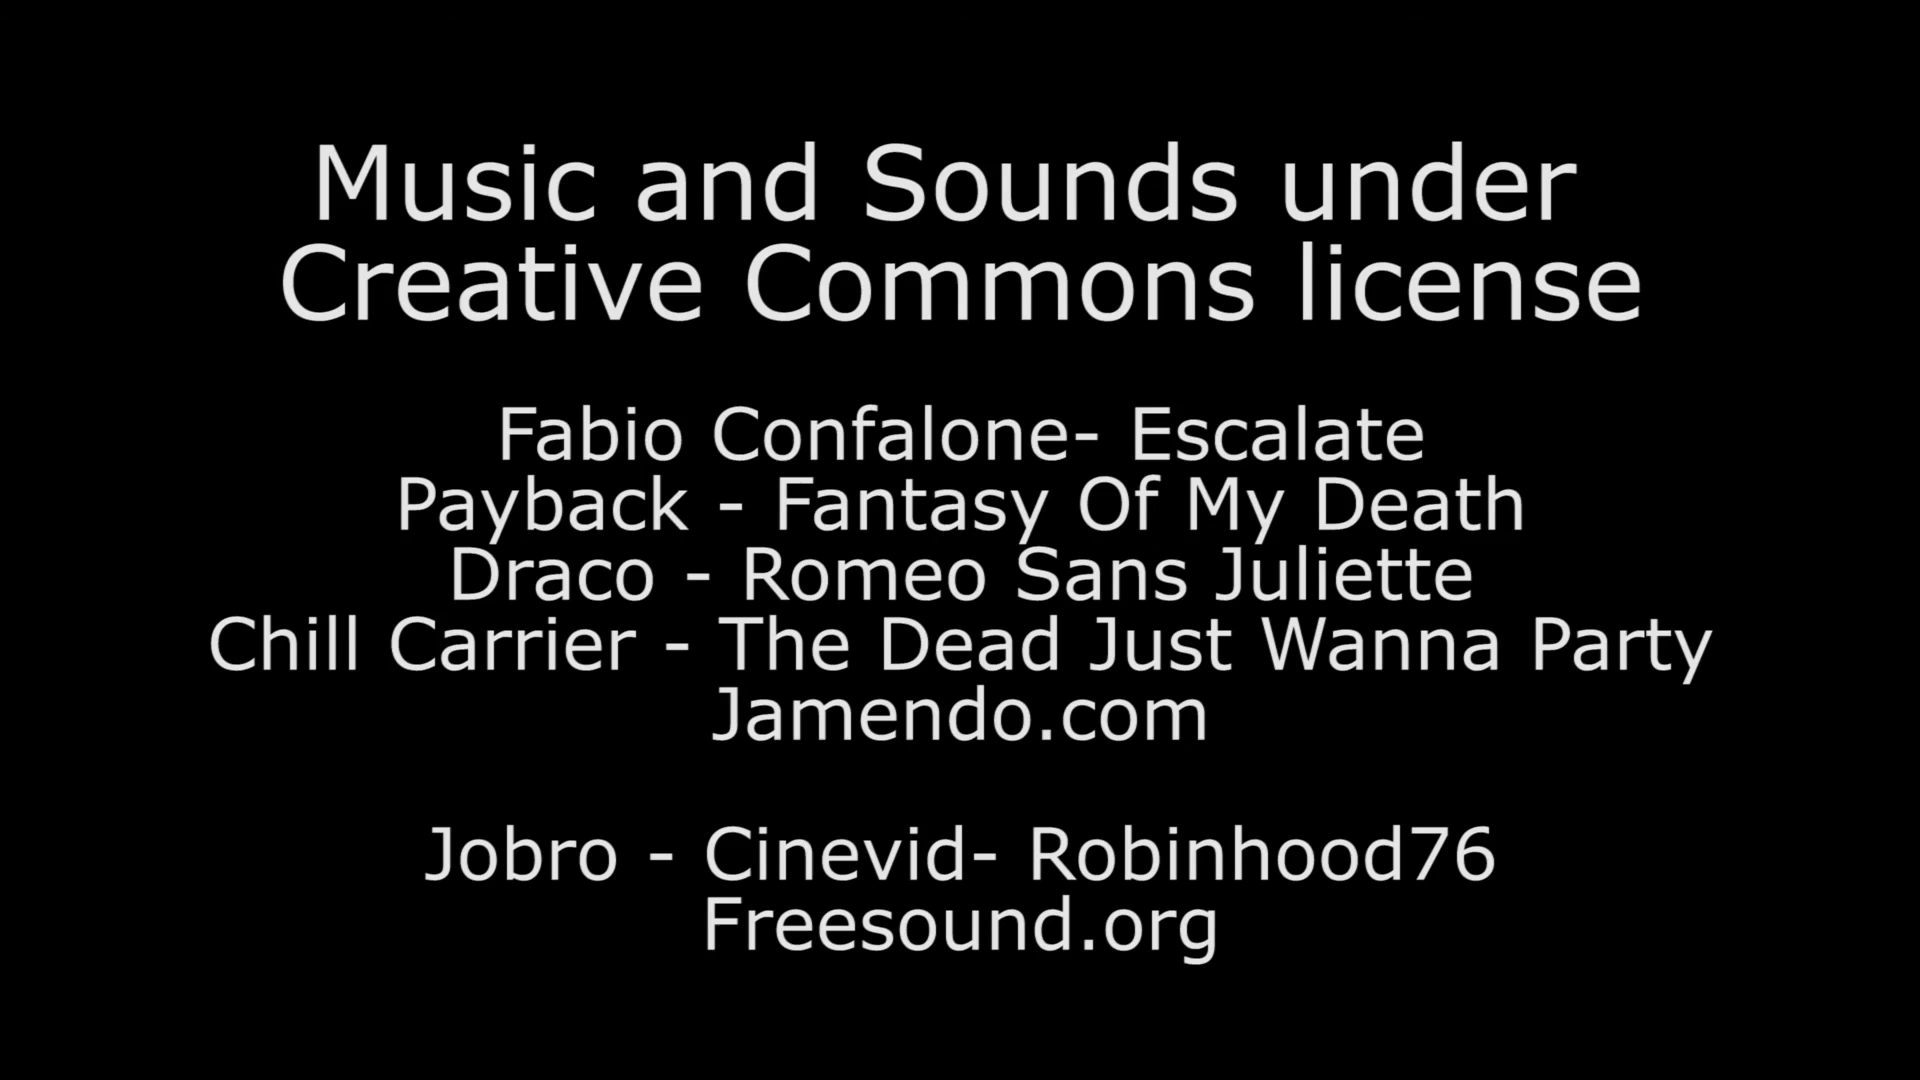 Music and Sounds under
Creative Commons license
Fabio Confalone- Escalate
Payback - Fantasy Of My Death
Draco - Romeo Sans Juliette
Chill Carrier - The Dead Just Wanna Party
Jamendo.com
Jobro - Cinevid- Robinhood76
Freesound.org